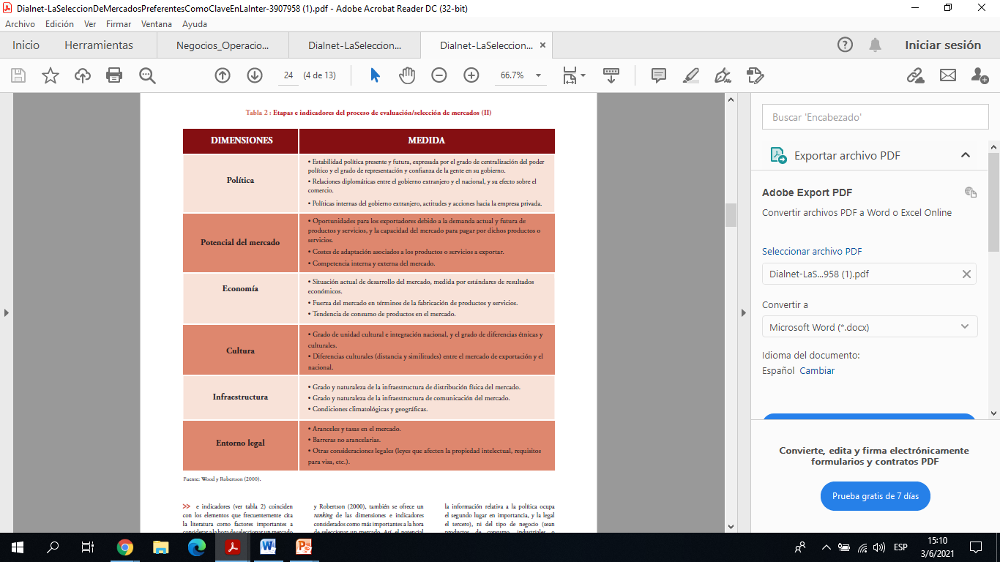 Dialnet-LaSeleccionDeMercadosPreferentesComoClaveEnLaInter-3907958 (1).pdf - Adobe Acrobat Reader DC (32-bit)
Archivo Edición Ver Firmar Ventana Ayuda
Inicio Herramientas Negocios_Operacio... Dialnet-LaSeleccion... Dialnet-LaSeleccion... Iniciar sesión
24 (4 de 13) 66.7%
Tabla 2 : Etapas e indicadores del proceso de evaluación/selección de mercados (II)
DIMENSIONES MEDIDA
Política
• Estabilidad política presente y futura, expresada por el grado de centralización del poder
político y el grado de representación y confianza de la gente en su gobierno.
• Relaciones diplomáticas entre el gobierno extranjero y el nacional, y su efecto sobre el
comercio.
• Políticas internas del gobierno extranjero, actitudes y acciones hacia la empresa privada.
Potencial del mercado
• Oportunidades para los exportadores debido a la demanda actual y futura de
productos y servicios, y la capacidad del mercado para pagar por dichos productos o
servicios.
• Costes de adaptación asociados a los productos o servicios a exportar.
• Competencia interna y externa del mercado.
Economía
• Situación actual de desarrollo del mercado, medida por estándares de resultados
económicos.
• Fuerza del mercado en términos de la fabricación de productos y servicios.
• Tendencia de consumo de productos en el mercado.
Cultura
• Grado de unidad cultural e integración nacional, y el grado de diferencias étnicas y
culturales.
• Diferencias culturales (distancia y similitudes) entre el mercado de exportación y el
nacional.
Infraestructura
• Grado y naturaleza de la infraestructura de distribución física del mercado.
• Grado y naturaleza de la infraestructura de comunicación del mercado.
• Condiciones climatológicas y geográficas.
Entorno legal
• Aranceles y tasas en el mercado.
• Barreras no arancelarias.
• Otras consideraciones legales (leyes que afecten la propiedad intelectual, requisitos
para visa, etc.).
Fuente: Wood y Robertson (2000).
>> e indicadores (ver tabla 2) coinciden
con los elementos que frecuentemente cita
la literatura como factores importantes a
considerar a la hora de seleccionar un mercado
y Robertson (2000), también se ofrece un
ranking de las dimensiones e indicadores
considerados como más importantes a la hora
de seleccionar un mercado. Así, el potencial
la información relativa a la política ocupa
el segundo lugar en importancia, y la legal
el tercero), ni del tipo de negocio (sean
productos de consumo, industriales o
Buscar 'Encabezado'
Exportar archivo PDF
Adobe Export PDF
Convertir archivos PDF a Word o Excel Online
Seleccionar archivo PDF
Dialnet-LaS...958 (1).pdf
Convertir a
Microsoft Word (*.docx)
Idioma del documento:
Español Cambiar
Convierte, edita y firma electrónicamente
formularios y contratos PDF
Prueba gratis de 7 días
ESP
15:10
3/6/2021